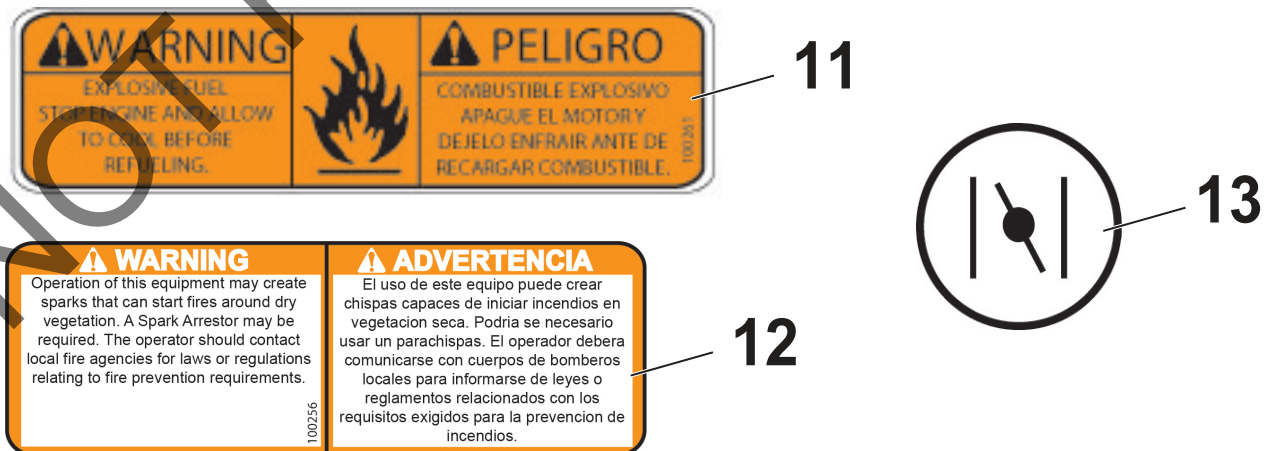 WARNING
EXPLOSIVE FUEL
STOP ENGINE AND ALLOW
TO COOL BEFORE
REFUELING.
PELIGRO
COMBUSTIBLE EXPLOSIVO
APAGUE EL MOTOR Y
DEJELO ENFRAIR ANTE DE
RECARGAR COMBUSTIBLE.
100261
11
WARNING
Operation of this equipment may create
sparks that can start fires around dry
vegetation. A Spark Arrestor may be
required. The operator should contact
local fire agencies for laws or regulations
relating to fire prevention requirements.
100256
ADVERTENCIA
El uso de este equipo puede crear
chispas capaces de iniciar incendios en
vegetacion seca. Podria se necesario
usar un parachispas. El operador debera
comunicarse con cuerpos de bomberos
locales para informarse de leyes o
reglamentos relacionados con los
requisitos exigidos para la prevencion de
incendios.
12
13
NOT